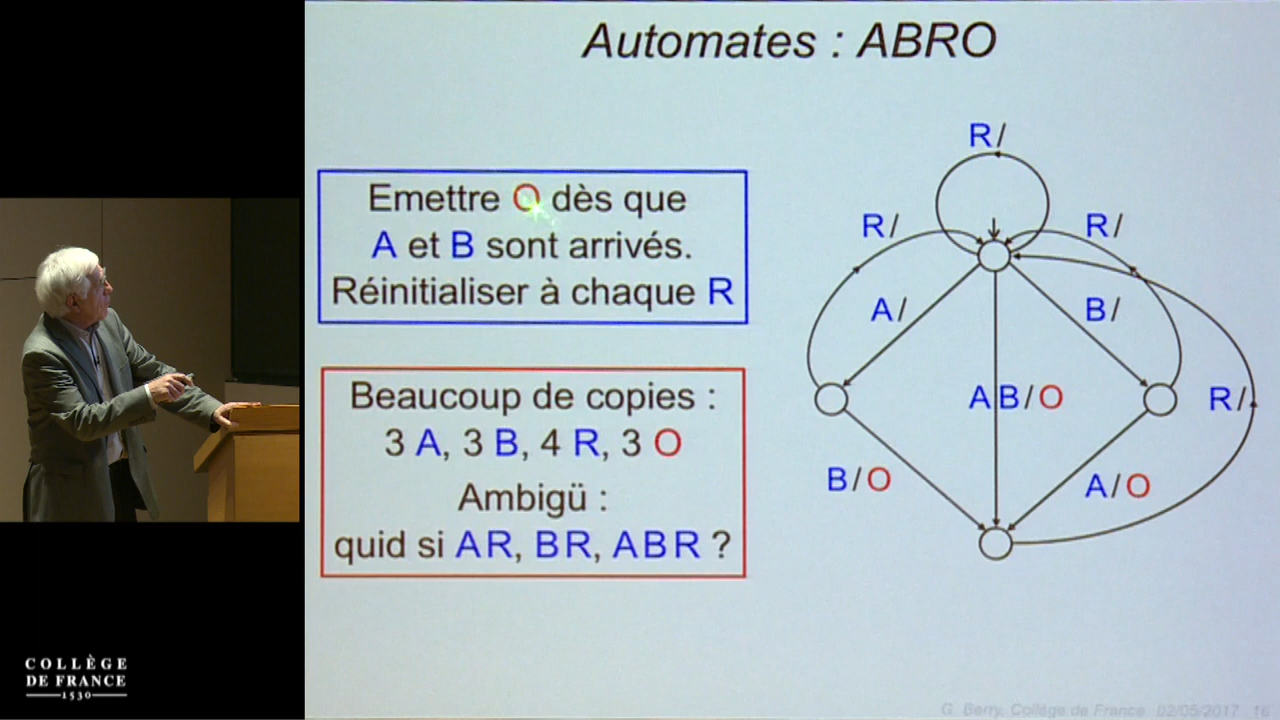 Automates : ABRO
Emettre O dès que
A et B sont arrivés.
Réinitialiser à chaque R
Beaucoup de copies :
3 A, 3 B, 4 R, 3 O
Ambigü :
quid si AR, BR, ABR ?
R/
R/
R/
A/
B/
AB/O
R/
B/O
A/O
COLLÈGE
DE FRANCE
1530
G. Berry, Collège de France 02/05/2017 16